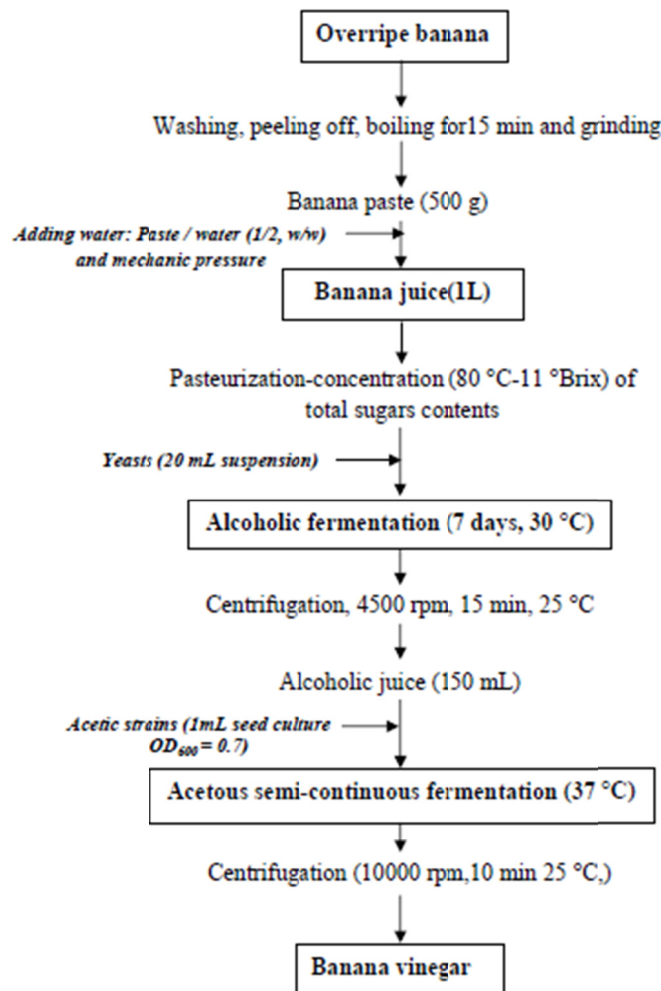 Overripe banana
Washing, peeling off, boiling for15 min and grinding
Banana paste (500 g)
Adding water: Paste / water (1/2, w/w)
and mechanic pressure
Banana juice(1L)
Pasteurization-concentration (80 °C-11 °Brix) of
total sugars contents
Yeasts (20 mL suspension)
Alcoholic fermentation (7 days, 30 °C)
Centrifugation, 4500 rpm, 15 min, 25 °C
Alcoholic juice (150 mL)
Acetic strains (1mL seed culture
OD600 = 0.7)
Acetous semi-continuous fermentation (37 °C)
Centrifugation (10000 rpm,10 min 25 °C,)
Banana vinegar